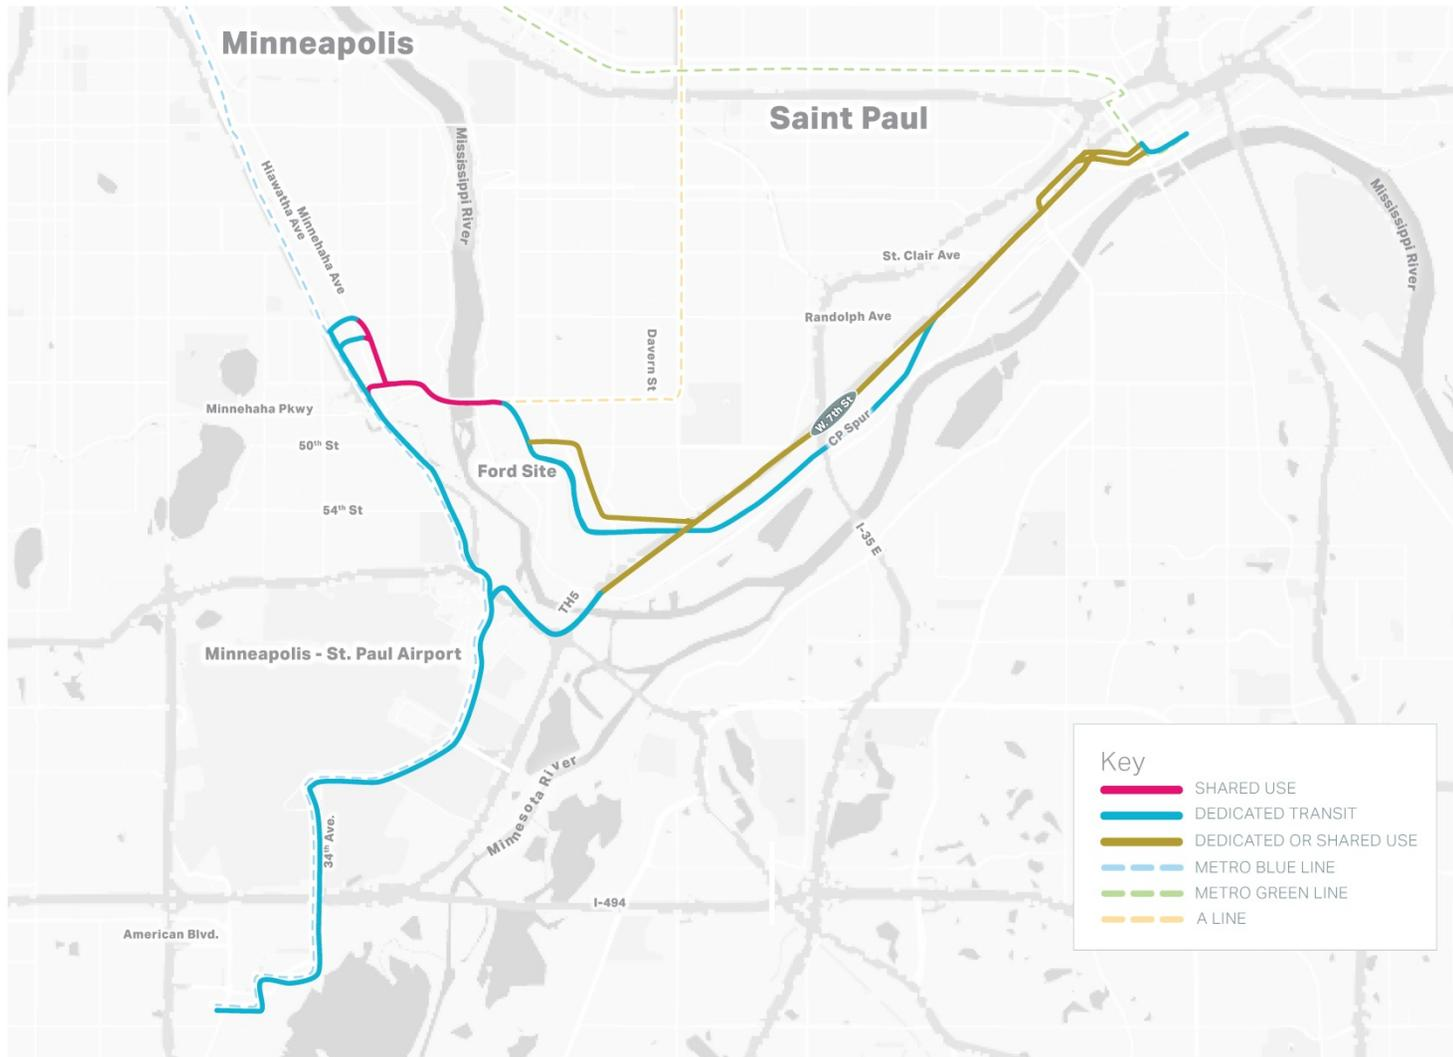 Minneapolis
Saint Paul
Mississippi River
Hiawatha Ave
Minnehaha Ave
Mississippi River
St. Clair Ave
Randolph Ave
Davern St
Minnehaha Pkwy
W. 7th St
CP Spur
50th St
Ford Site
54th St
I-35 E
TH5
Minneapolis - St. Paul Airport
Minnesota River
34th Ave.
I-494
American Blvd.
Key
SHARED USE
DEDICATED TRANSIT
DEDICATED OR SHARED USE
METRO BLUE LINE
METRO GREEN LINE
A LINE